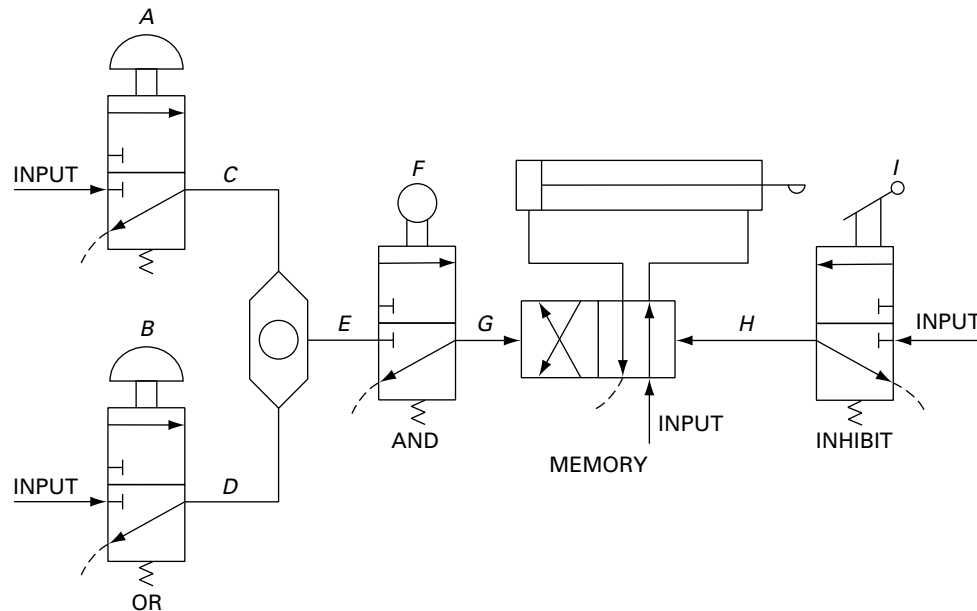 A
INPUT
C
F
I
B
E
G
H
INPUT
INPUT
D
AND
INPUT
MEMORY
INHIBIT
OR